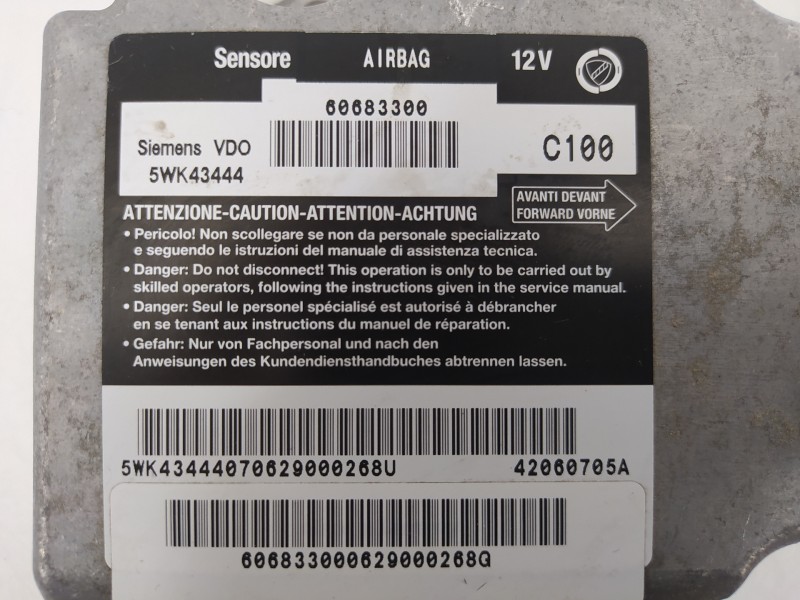 Sensore AIRBAG 12V
60683300
Siemens VDO
5WK43444
C100
AVANTI DEVANT
FORWARD VORNE
ATTENZIONE-CAUTION-ATTENTION-ACHTUNG
• Pericolo! Non scollegare se non da personale specializzato
e seguendo le istruzioni del manuale di assistenza tecnica.
• Danger: Do not disconnect! This operation is only to be carried out by
skilled operators, following the instructions given in the service manual.
• Danger: Seul le personel spécialisé est autorisé à débrancher
en se tenant aux instructions du manuel de réparation.
• Gefahr: Nur von Fachpersonal und nach den
Anweisungen des Kundendiensthandbuches abtrennen lassen.
5WK43444070629000268U 42060705A
606833000629000268G